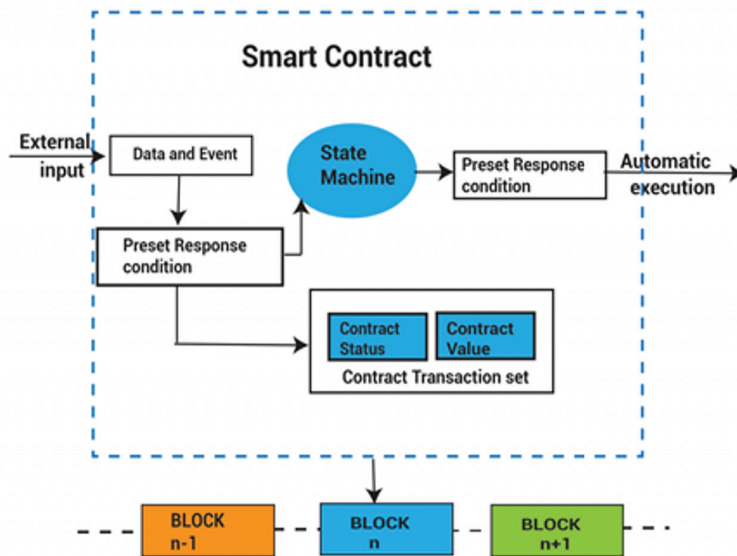 Smart Contract
External
input
Data and Event
State
Machine
Preset Response
condition
Automatic
execution
Preset Response
condition
Contract
Status
Contract
Value
Contract Transaction set
BLOCK
n-1
BLOCK
n
BLOCK
n+1